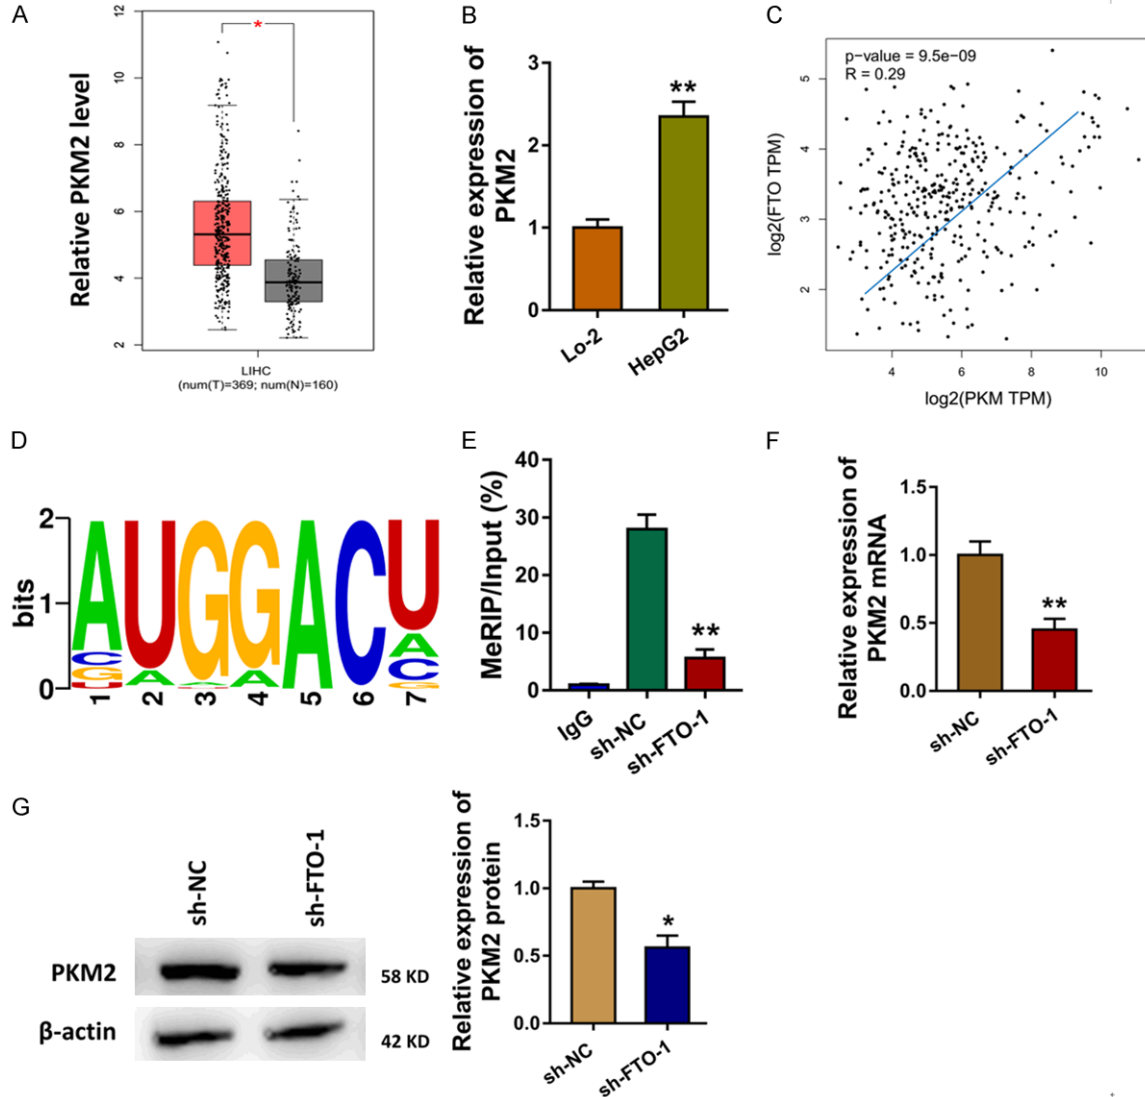 A
Relative PKM2 level
12
10
8
6
4
2
*
LIHC
(num(T)=369; num(N)=160)
B
Relative expression of
PKM2
3
2
1
0
**
Lo-2
HepG2
C
p-value = 9.5e-09
R = 0.29
log2(FTO TPM)
5
4
3
2
4 6 8 10
log2(PKM TPM)
D
bits
2
1
0
AUGGACU
CAAAA
GC
UG
1 2 3 4 5 6 7
E
MeRIP/Input (%)
40
30
20
10
0
**
IgG
sh-NC
sh-FTO-1
F
Relative expression of
PKM2 mRNA
1.5
1.0
0.5
0.0
**
sh-NC
sh-FTO-1
G
sh-NC
sh-FTO-1
PKM2
58 KD
β-actin
42 KD
Relative expression of
PKM2 protein
1.5
1.0
0.5
0.0
*
sh-NC
sh-FTO-1